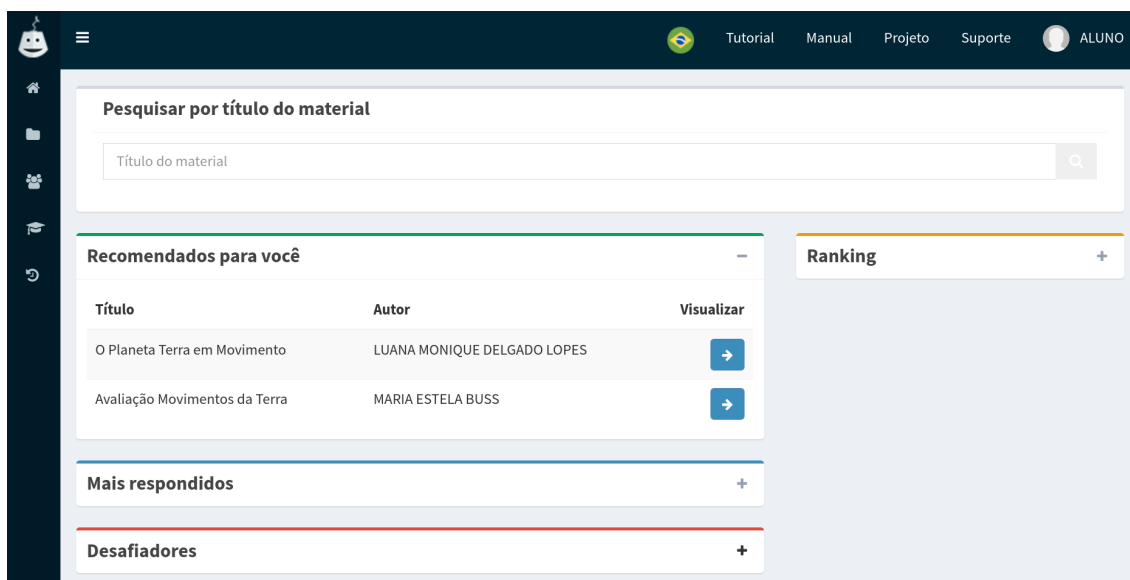 Tutorial Manual Projeto Suporte ALUNO
Pesquisar por título do material
Título do material
Recomendados para você
Título Autor Visualizar
O Planeta Terra em Movimento LUANA MONIQUE DELGADO LOPES
Avaliação Movimentos da Terra MARIA ESTELA BUSS
Mais respondidos
Desafiadores
Ranking